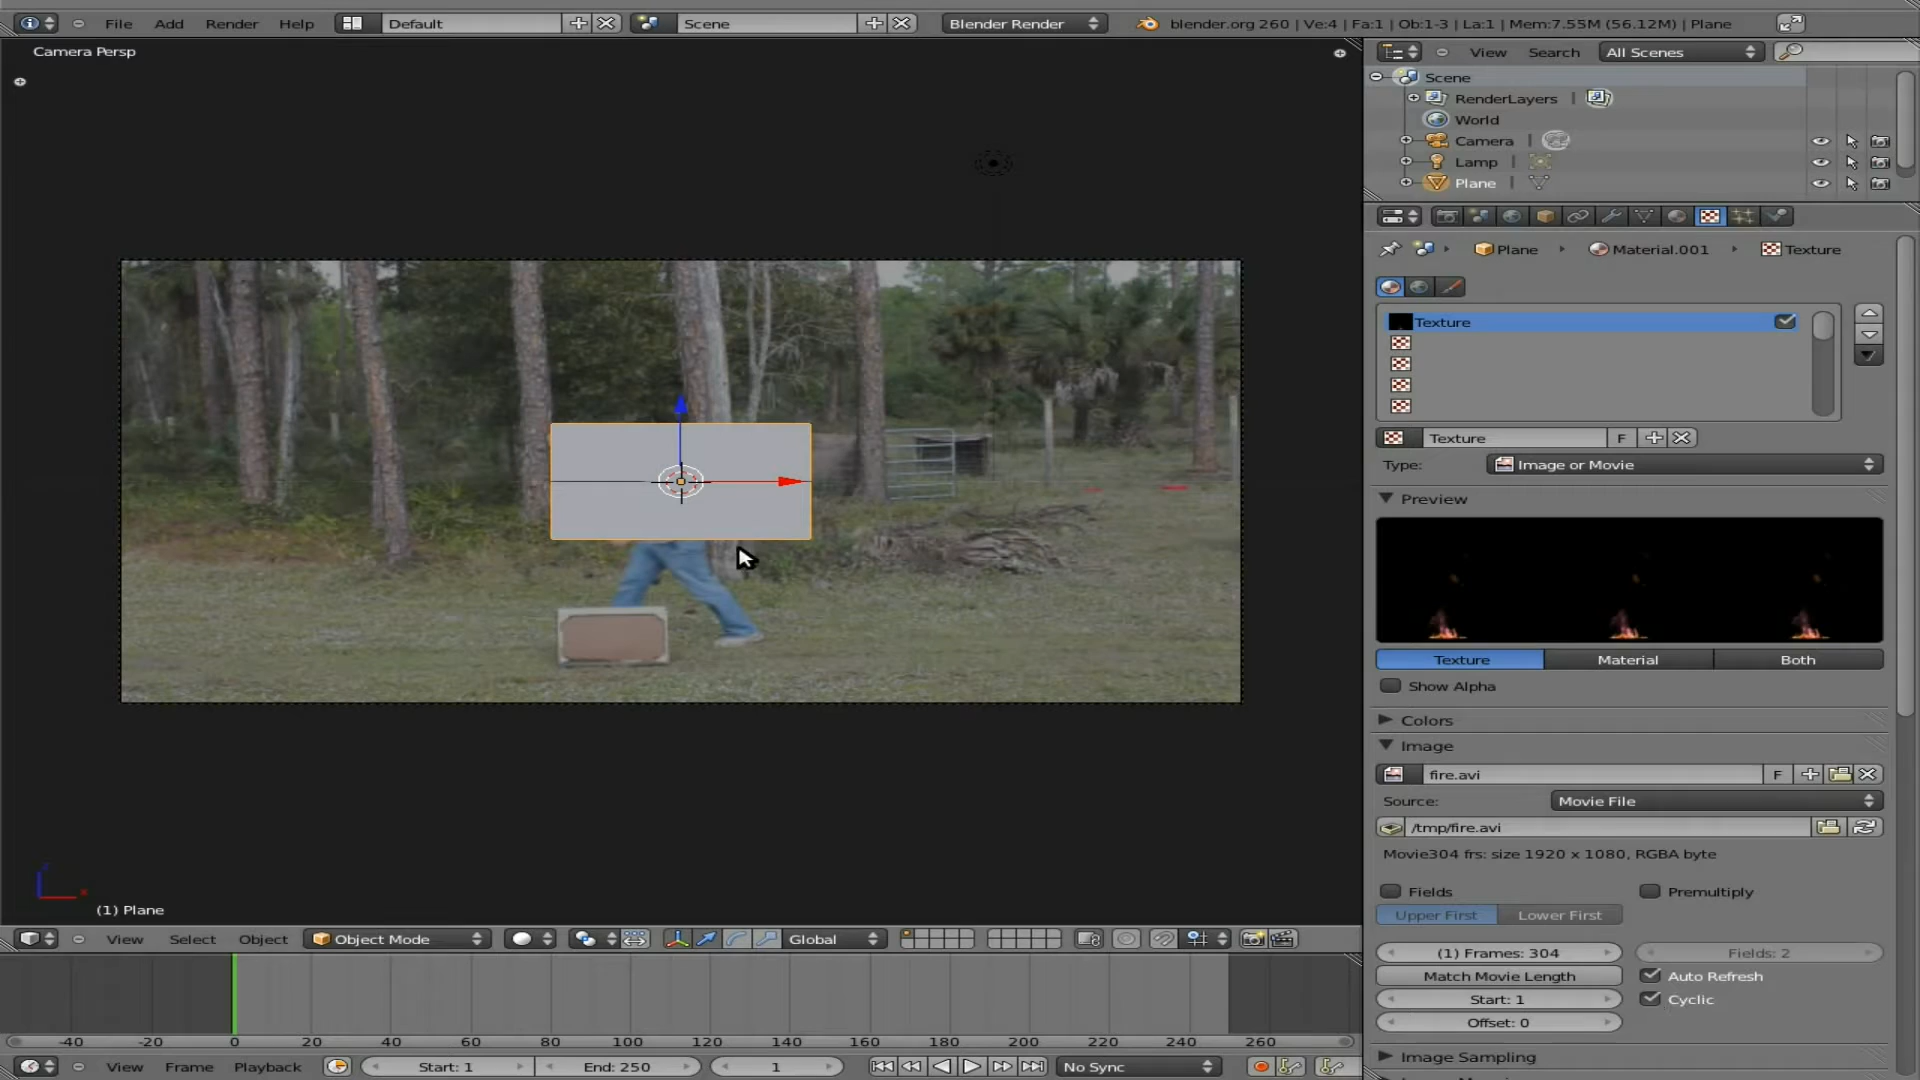 File Add Render Help Default Scene Blender Render blender.org 260 | Ve:4 | Fa:1 | Ob:1-3 | La:1 | Mem:7.55M (56.12M) | Plane
Camera Persp
View Search All Scenes
Scene
RenderLayers
World
Camera
Lamp
Plane
Plane Material.001 Texture
Texture
Texture F
Type: Image or Movie
Preview
Texture Material Both
Show Alpha
Colors
Image
fire.avi F
Source: Movie File
/tmp/fire.avi
Movie304 frs: size 1920 x 1080, RGBA byte
Fields Premultiply
Upper First Lower First
(1) Frames: 304 Fields: 2
Match Movie Length Auto Refresh
Start: 1 Cyclic
Offset: 0
Image Sampling
(1) Plane
View Select Object Object Mode Global
-40 -20 0 20 40 60 80 100 120 140 160 180 200 220 240 260
View Frame Playback Start: 1 End: 250 1 No Sync